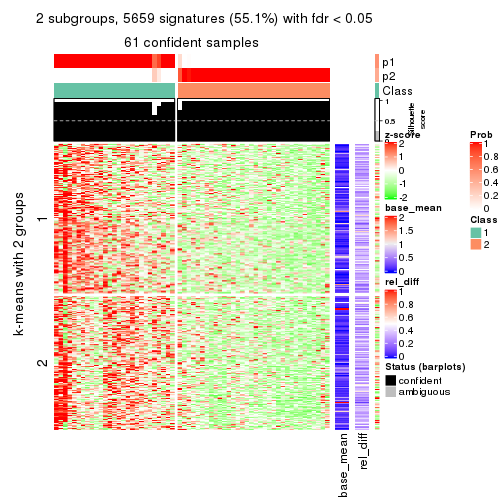 2 subgroups, 5659 signatures (55.1%) with fdr < 0.05
61 confident samples
p1
p2
Class
1
0.5
0
Silhouette
score
k-means with 2 groups
1
2
base_mean
rel_diff
z-score
2
1
0
-1
-2
base_mean
2
1.5
1
0.5
0
rel_diff
1
0.8
0.6
0.4
0.2
0
Status (barplots)
confident
ambiguous
Prob
1
0.8
0.6
0.4
0.2
0
Class
1
2